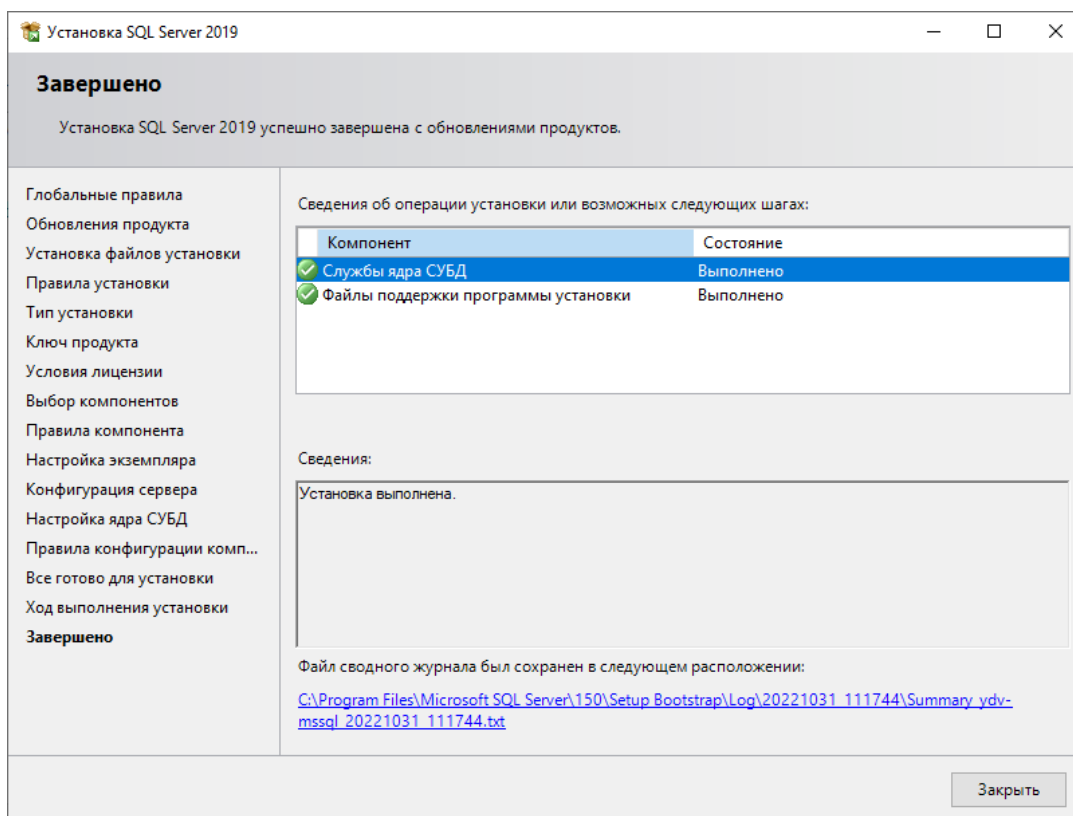 Установка SQL Server 2019
Завершено
Установка SQL Server 2019 успешно завершена с обновлениями продуктов.
Глобальные правила
Обновления продукта
Установка файлов установки
Правила установки
Тип установки
Ключ продукта
Условия лицензии
Выбор компонентов
Правила компонента
Настройка экземпляра
Конфигурация сервера
Настройка ядра СУБД
Правила конфигурации комп...
Все готово для установки
Ход выполнения установки
Завершено
Сведения об операции установки или возможных следующих шагах:
Компонент Состояние
Службы ядра СУБД Выполнено
Файлы поддержки программы установки Выполнено
Сведения:
Установка выполнена.
Файл сводного журнала был сохранен в следующем расположении:
C:\Program Files\Microsoft SQL Server\150\Setup Bootstrap\Log\20221031_111744\Summary_ydv-
mssql_20221031_111744.txt
Закрыть